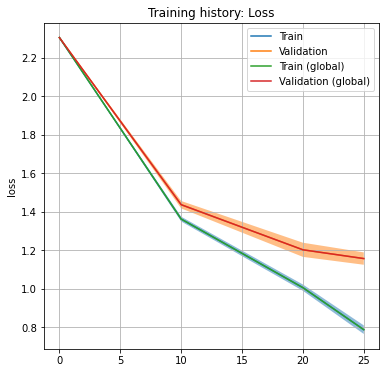 Training history: Loss
Train
Validation
Train (global)
Validation (global)
loss
2.2
2.0
1.8
1.6
1.4
1.2
1.0
0.8
0
5
10
15
20
25